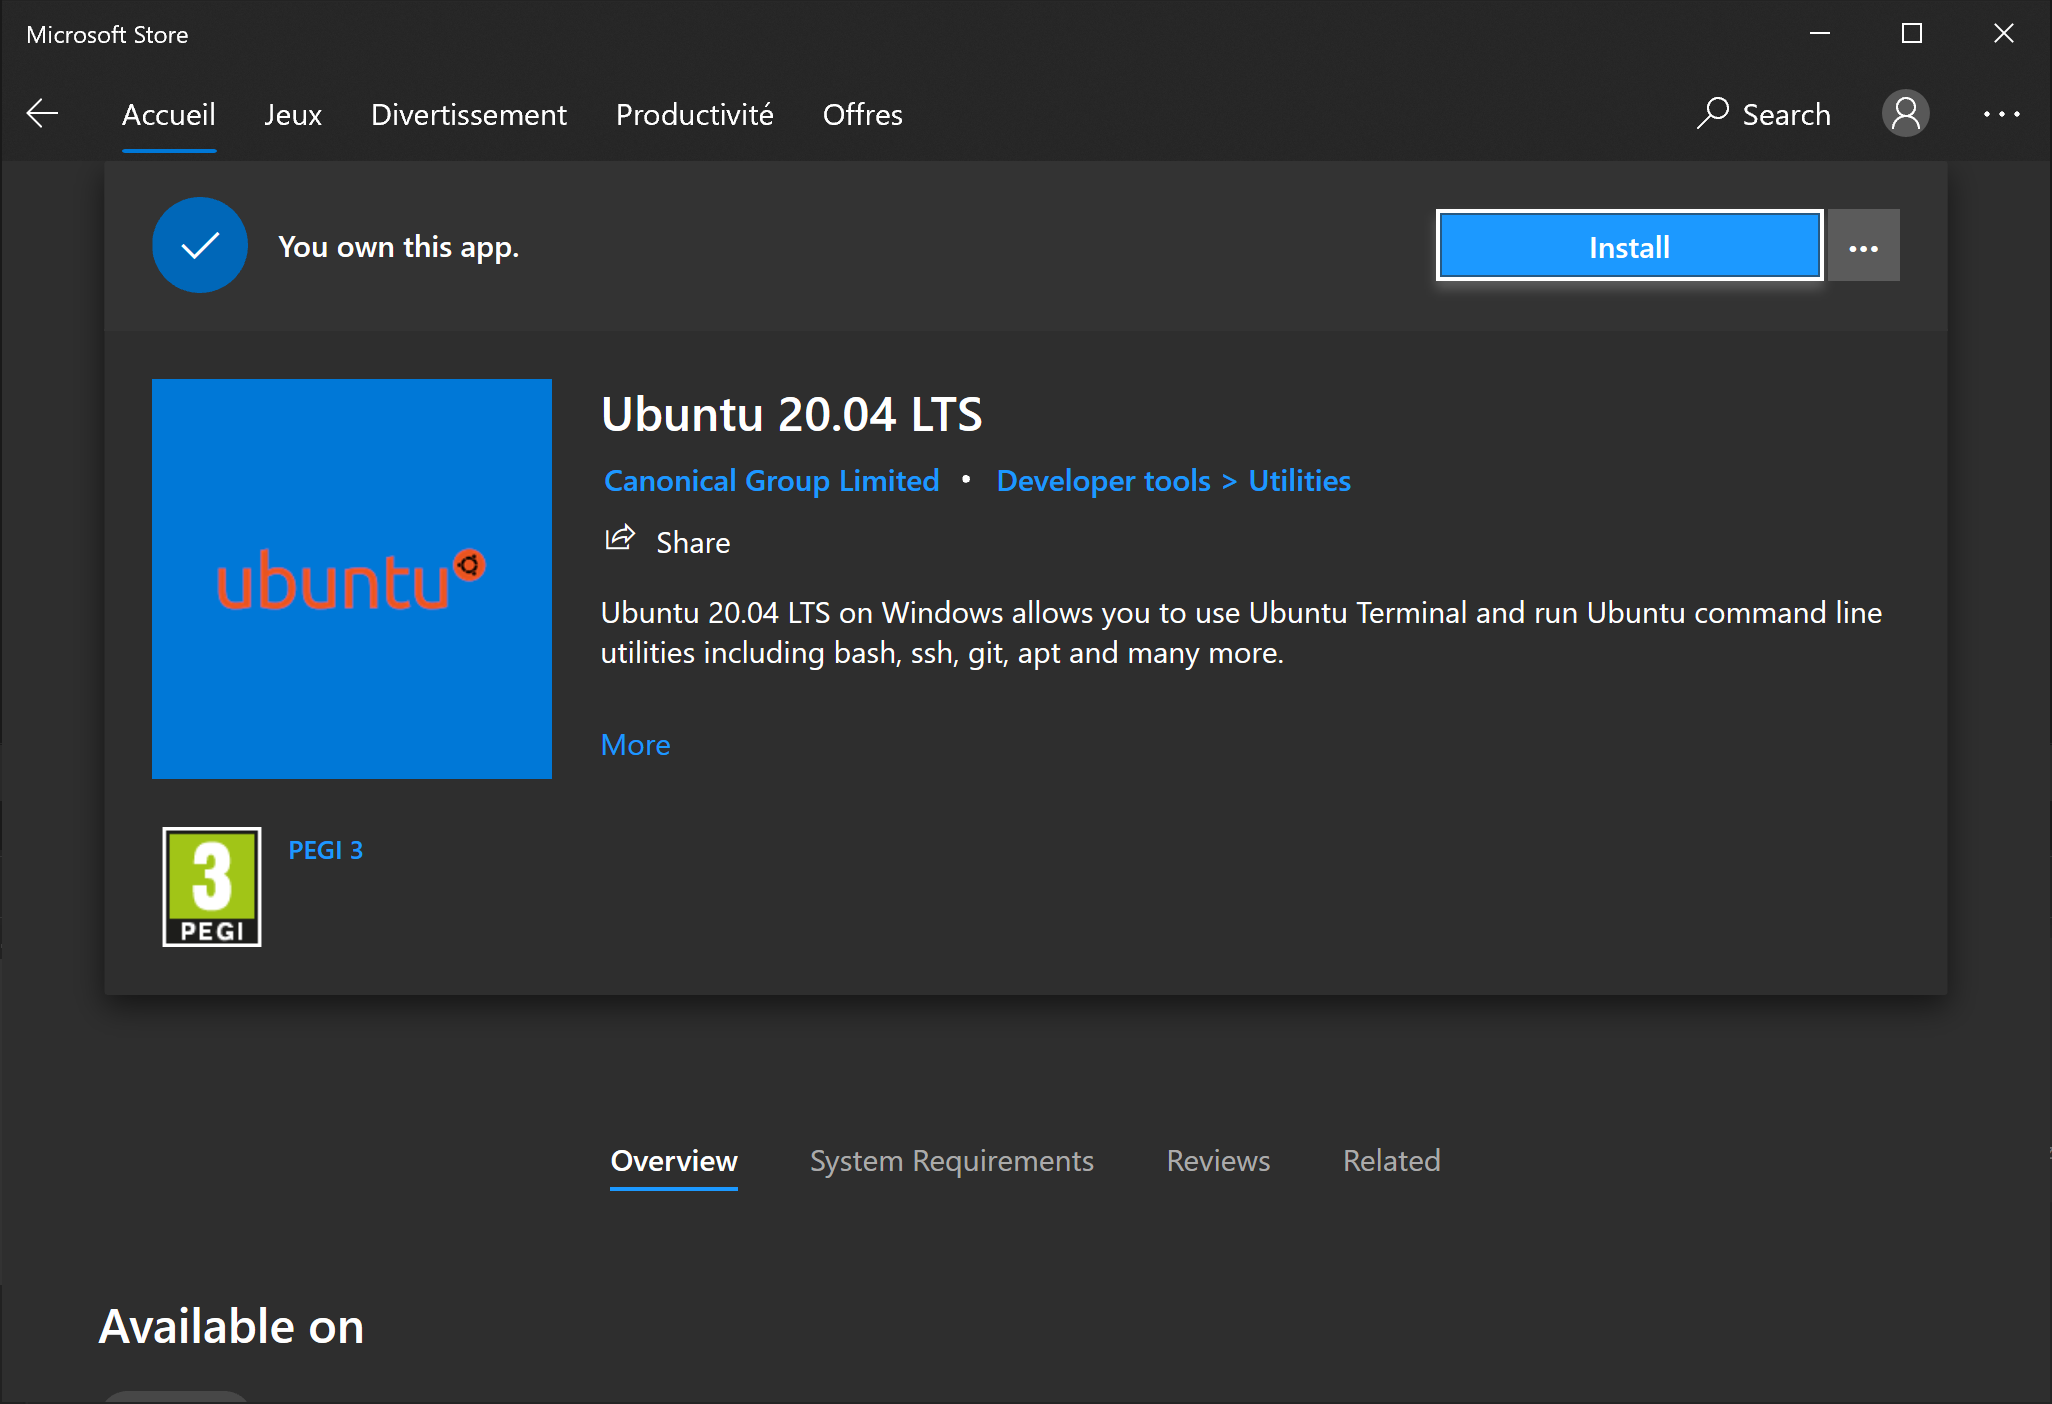 Microsoft Store
Accueil Jeux Divertissement Productivité Offres Search
You own this app. Install
ubuntu
Ubuntu 20.04 LTS
Canonical Group Limited • Developer tools > Utilities
Share
Ubuntu 20.04 LTS on Windows allows you to use Ubuntu Terminal and run Ubuntu command line
utilities including bash, ssh, git, apt and many more.
More
3
PEGI
PEGI 3
Overview System Requirements Reviews Related
Available on